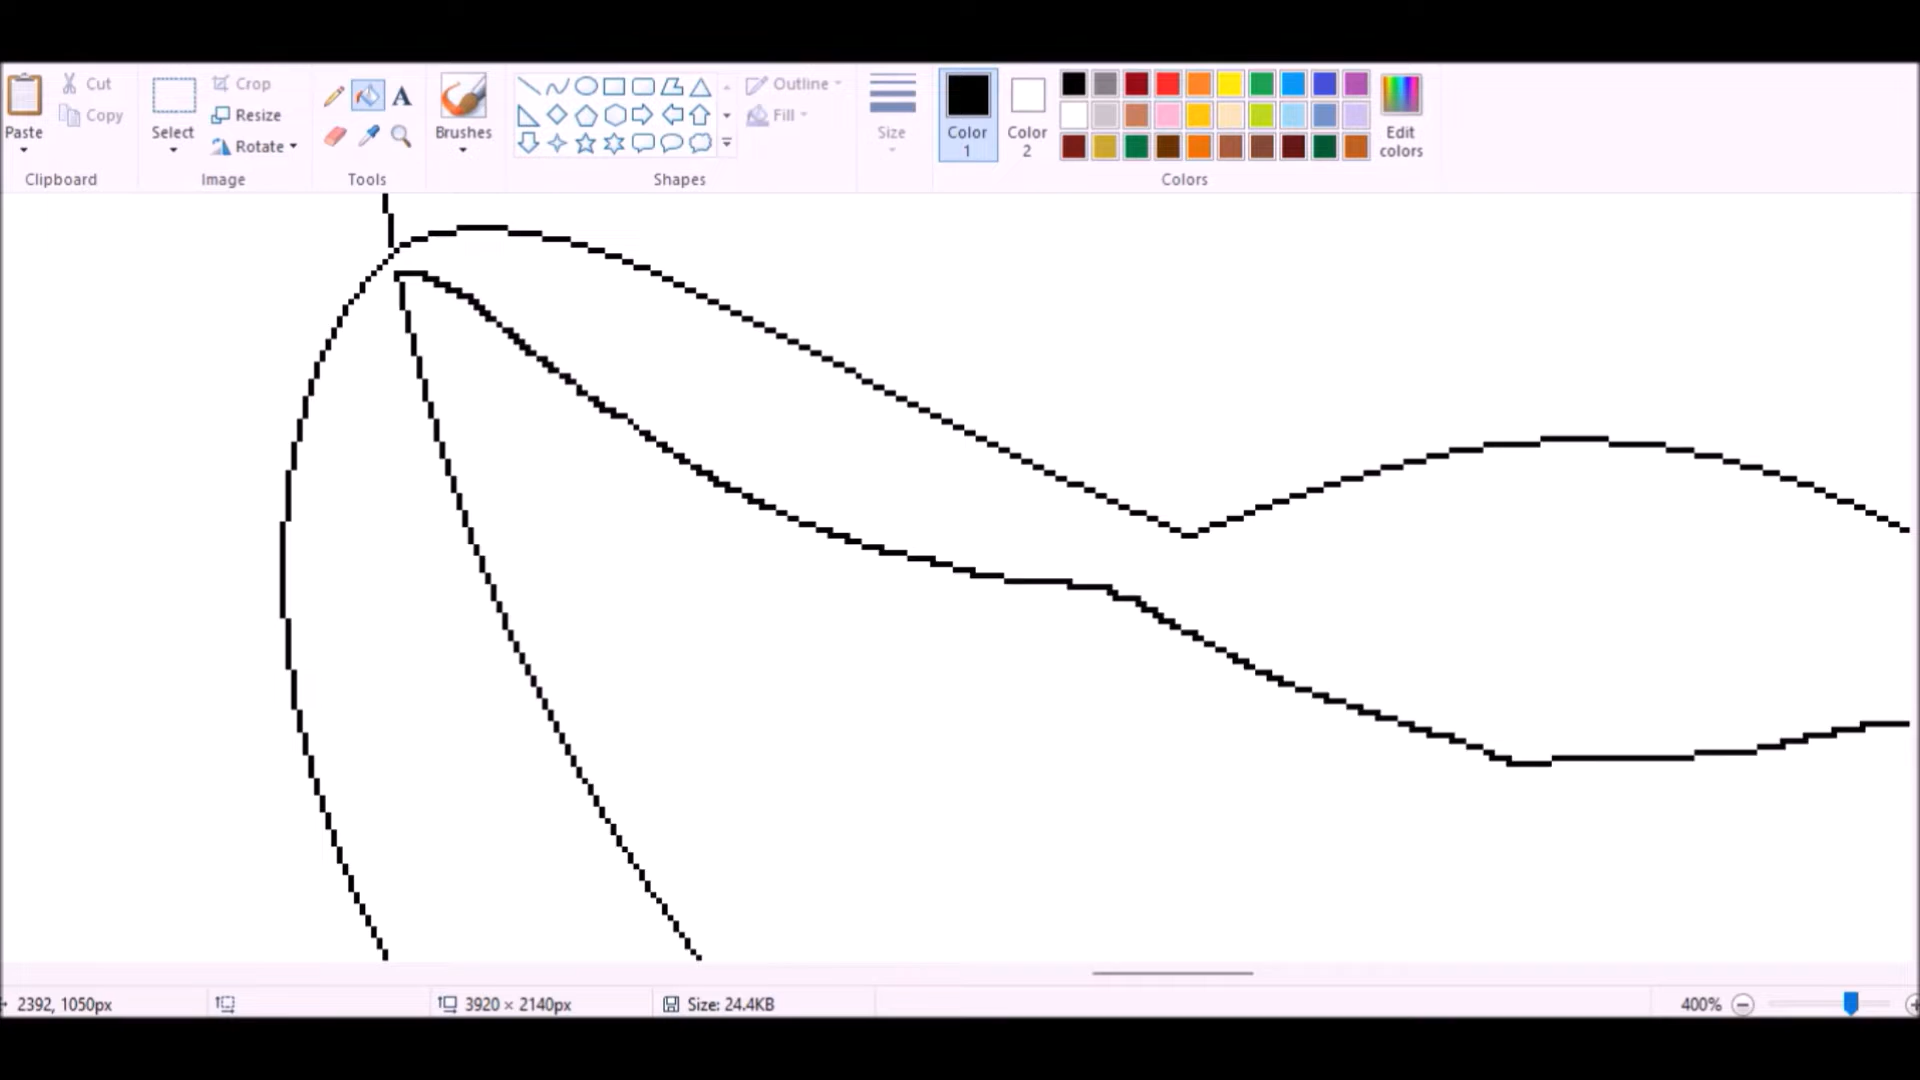 Paste
Cut
Copy
Clipboard
Select
Crop
Resize
Rotate
Image
A
Tools
Brushes
Shapes
Outline
Fill
Size
Color
1
Color
2
Edit
colors
Colors
2392, 1050px
3920 × 2140px
Size: 24.4KB
400%